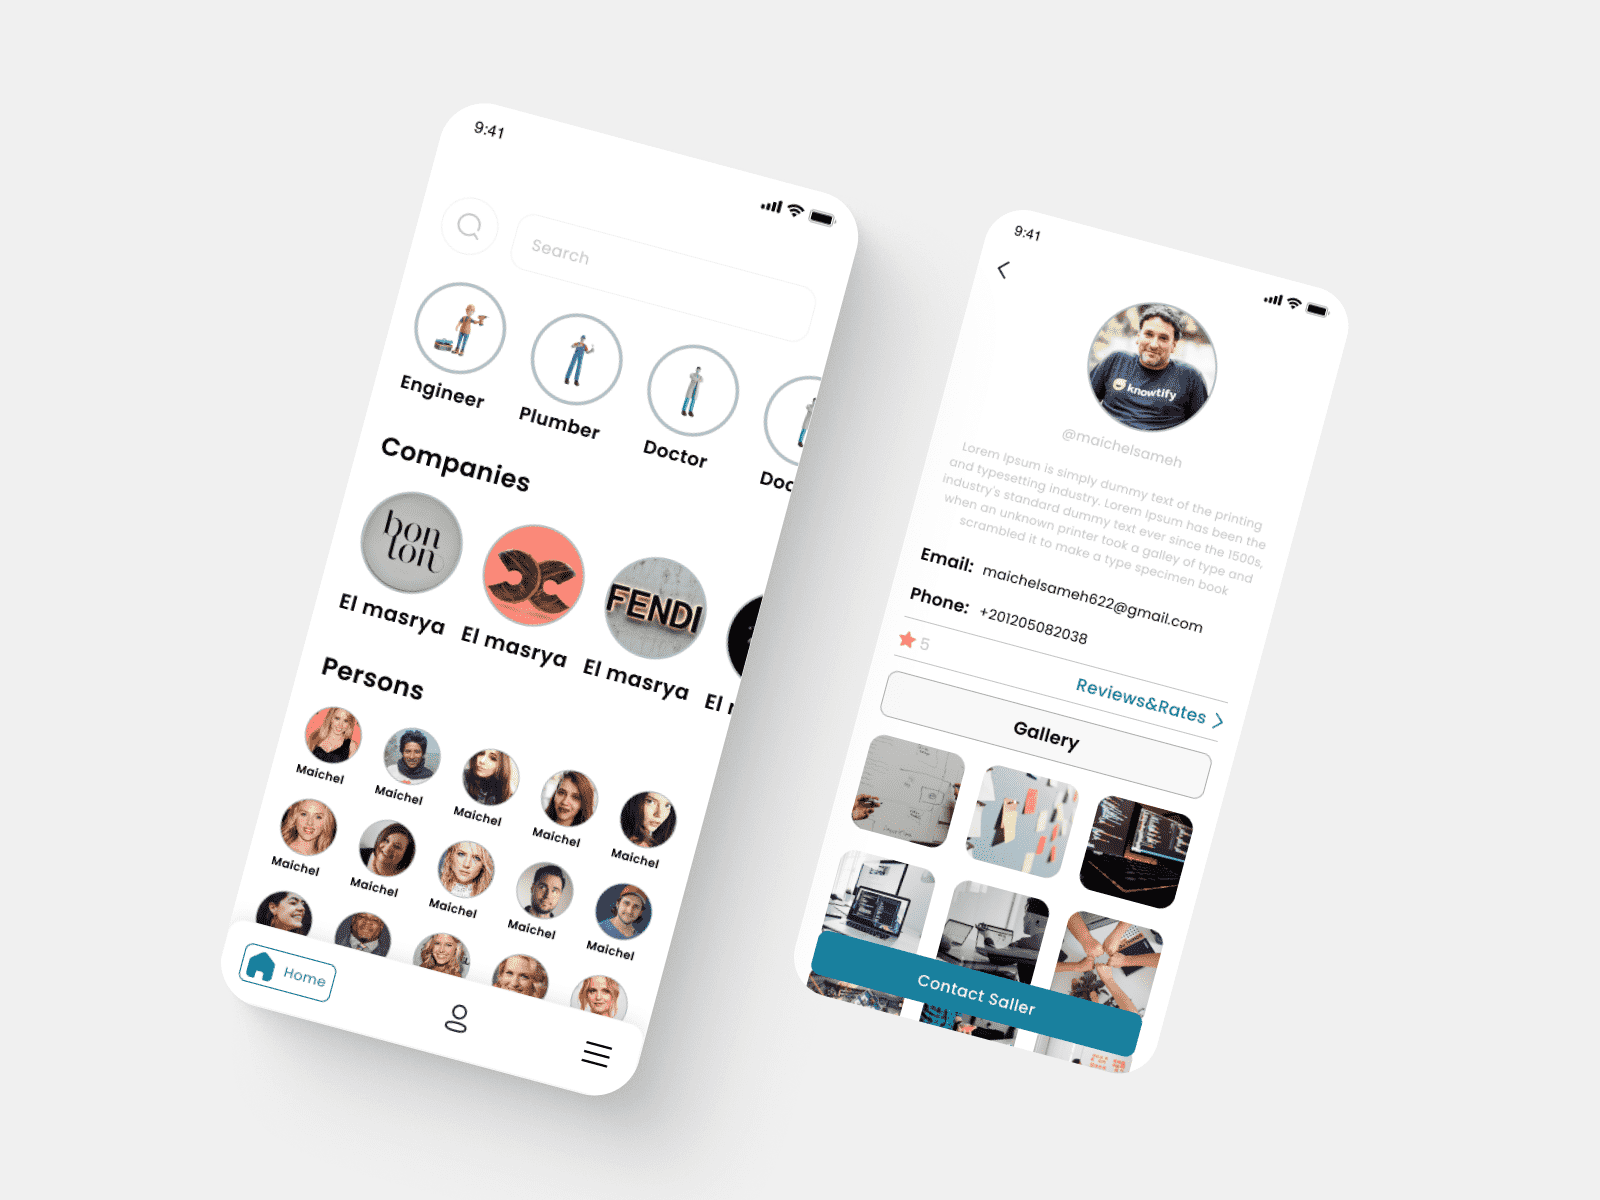 9:41
Search
Engineer
Plumber
Doctor
Doc
Companies
bon
ton
FENDI
El masrya
El masrya
El masrya
El
Persons
Maichel
Maichel
Maichel
Maichel
Maichel
Maichel
Maichel
Maichel
Maichel
Maichel
Home
9:41
knowtify
@maichelsameh
Lorem Ipsum is simply dummy text of the printing
and typesetting industry. Lorem Ipsum has been the
industry's standard dummy text ever since the 1500s,
when an unknown printer took a galley of type and
scrambled it to make a type specimen book
Email: maichelsameh622@gmail.com
Phone: +201205082038
5
Reviews&Rates
Gallery
Contact Saller